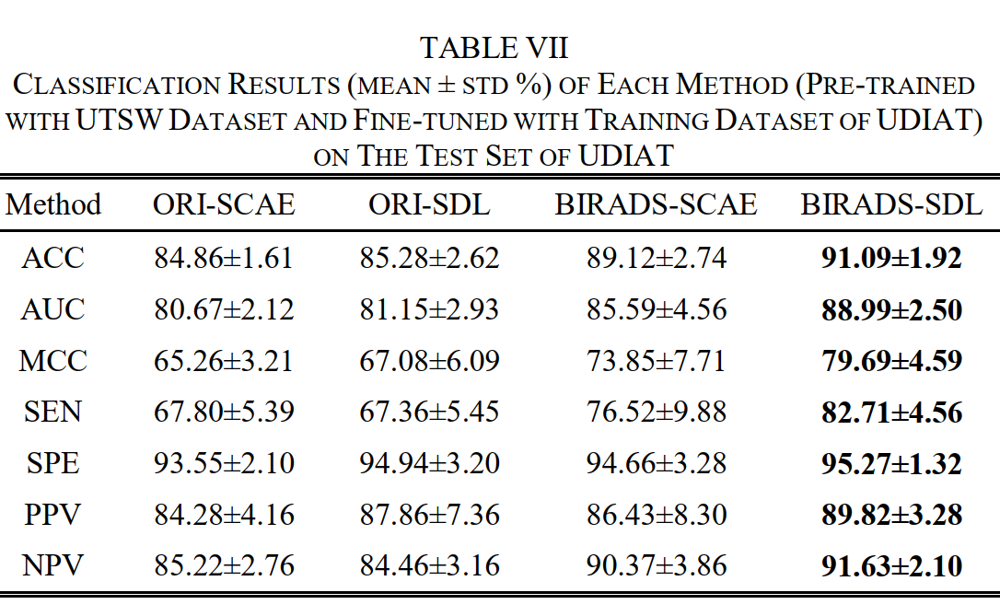 TABLE VII
CLASSIFICATION RESULTS (MEAN ± STD %) OF EACH METHOD (PRE-TRAINED
WITH UTSW DATASET AND FINE-TUNED WITH TRAINING DATASET OF UDIAT)
ON THE TEST SET OF UDIAT
Method ORI-SCAE ORI-SDL BIRADS-SCAE BIRADS-SDL
ACC 84.86±1.61 85.28±2.62 89.12±2.74 91.09±1.92
AUC 80.67±2.12 81.15±2.93 85.59±4.56 88.99±2.50
MCC 65.26±3.21 67.08±6.09 73.85±7.71 79.69±4.59
SEN 67.80±5.39 67.36±5.45 76.52±9.88 82.71±4.56
SPE 93.55±2.10 94.94±3.20 94.66±3.28 95.27±1.32
PPV 84.28±4.16 87.86±7.36 86.43±8.30 89.82±3.28
NPV 85.22±2.76 84.46±3.16 90.37±3.86 91.63±2.10